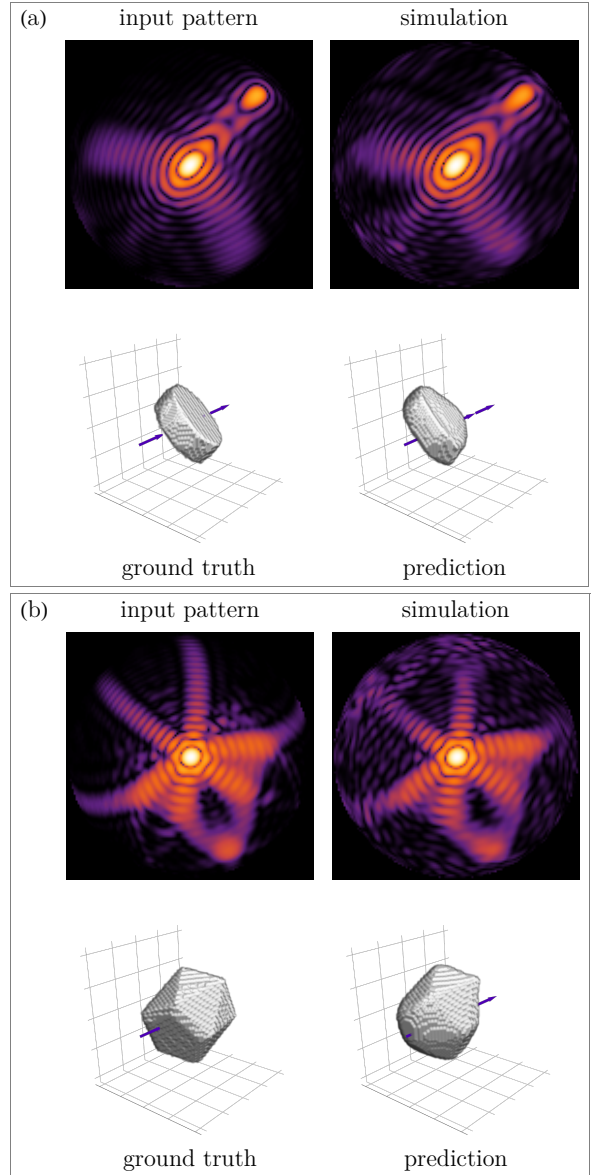 (a) input pattern simulation
ground truth prediction
(b) input pattern simulation
ground truth prediction